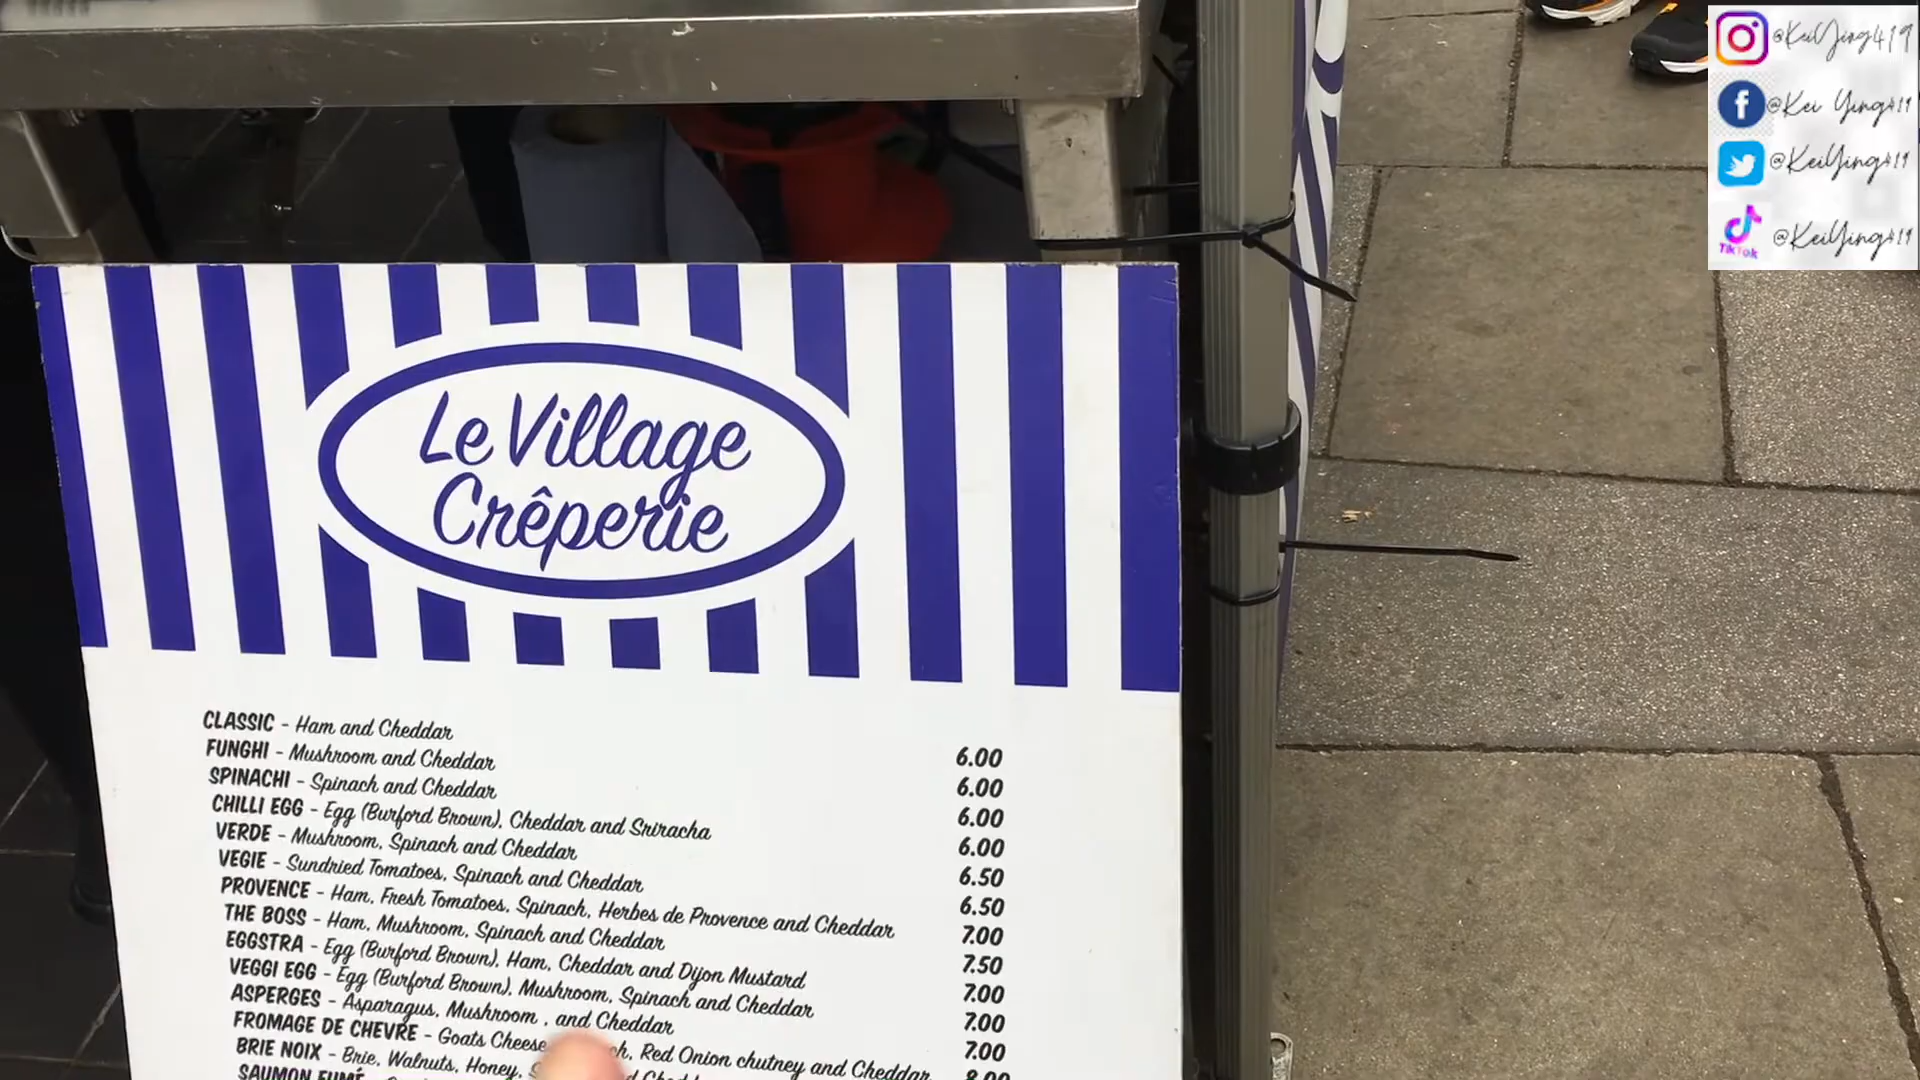 @KeiYing419
@Kei Ying419
@KeiYing419
TikTok
@KeiYing419
Le Village
Crêperie
CLASSIC - Ham and Cheddar 6.00
FUNGHI - Mushroom and Cheddar 6.00
SPINACHI - Spinach and Cheddar 6.00
CHILLI EGG - Egg (Burford Brown), Cheddar and Sriracha 6.00
VERDE - Mushroom, Spinach and Cheddar 6.50
VEGIE - Sundried Tomatoes, Spinach and Cheddar 6.50
PROVENCE - Ham, Fresh Tomatoes, Spinach, Herbes de Provence and Cheddar 7.00
THE BOSS - Ham, Mushroom, Spinach and Cheddar 7.50
EGGSTRA - Egg (Burford Brown), Ham, Cheddar and Dijon Mustard 7.00
VEGGI EGG - Egg (Burford Brown), Mushroom, Spinach and Cheddar 7.00
ASPERGES - Asparagus, Mushroom , and Cheddar 7.00
FROMAGE DE CHEVRE - Goats Cheese Red Onion chutney and Cheddar 8.00
BRIE NOIX - Brie, Walnuts, Honey,
SAUMON FUMÉ